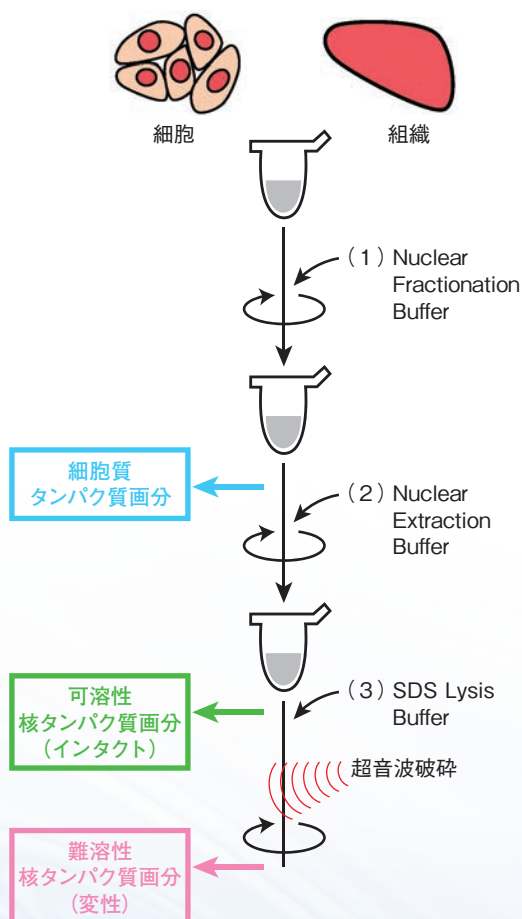 細胞
組織
（1）Nuclear
Fractionation
Buffer
細胞質
タンパク質画分
（2）Nuclear
Extraction
Buffer
可溶性
核タンパク質画分
（インタクト）
（3）SDS Lysis
Buffer
超音波破砕
難溶性
核タンパク質画分
（変性）